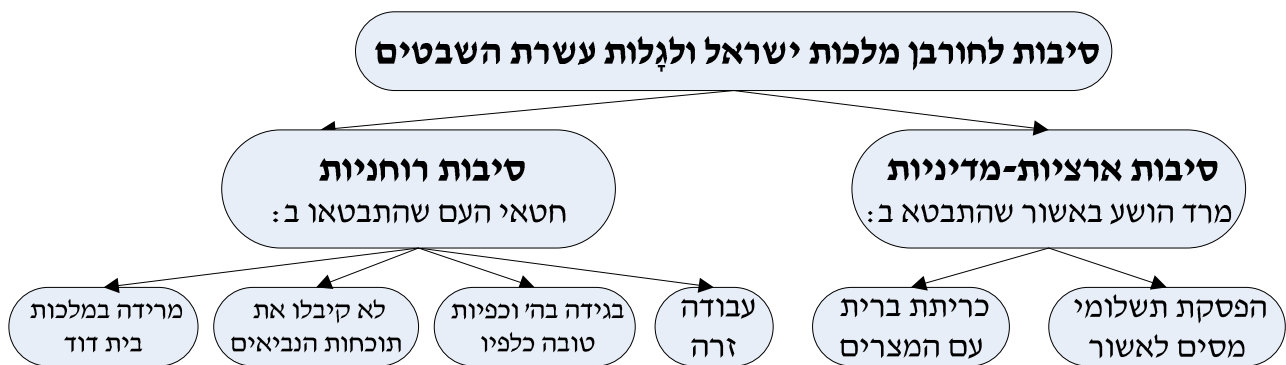 סיבות לחורבן מלכות ישראל ולגָלות עשרת השבטים
סיבות ארציות-מדיניות
מרד הושע באשור שהתבטא ב:
סיבות רוחניות
חטאי העם שהתבטאו ב:
הפסקת תשלומי
מסים לאשור
כריתת ברית
עם המצרים
עבודה
זרה
בגידה בה' וכפיות
טובה כלפיו
לא קיבלו את
תוכחות הנביאים
מרידה במלכות
בית דוד